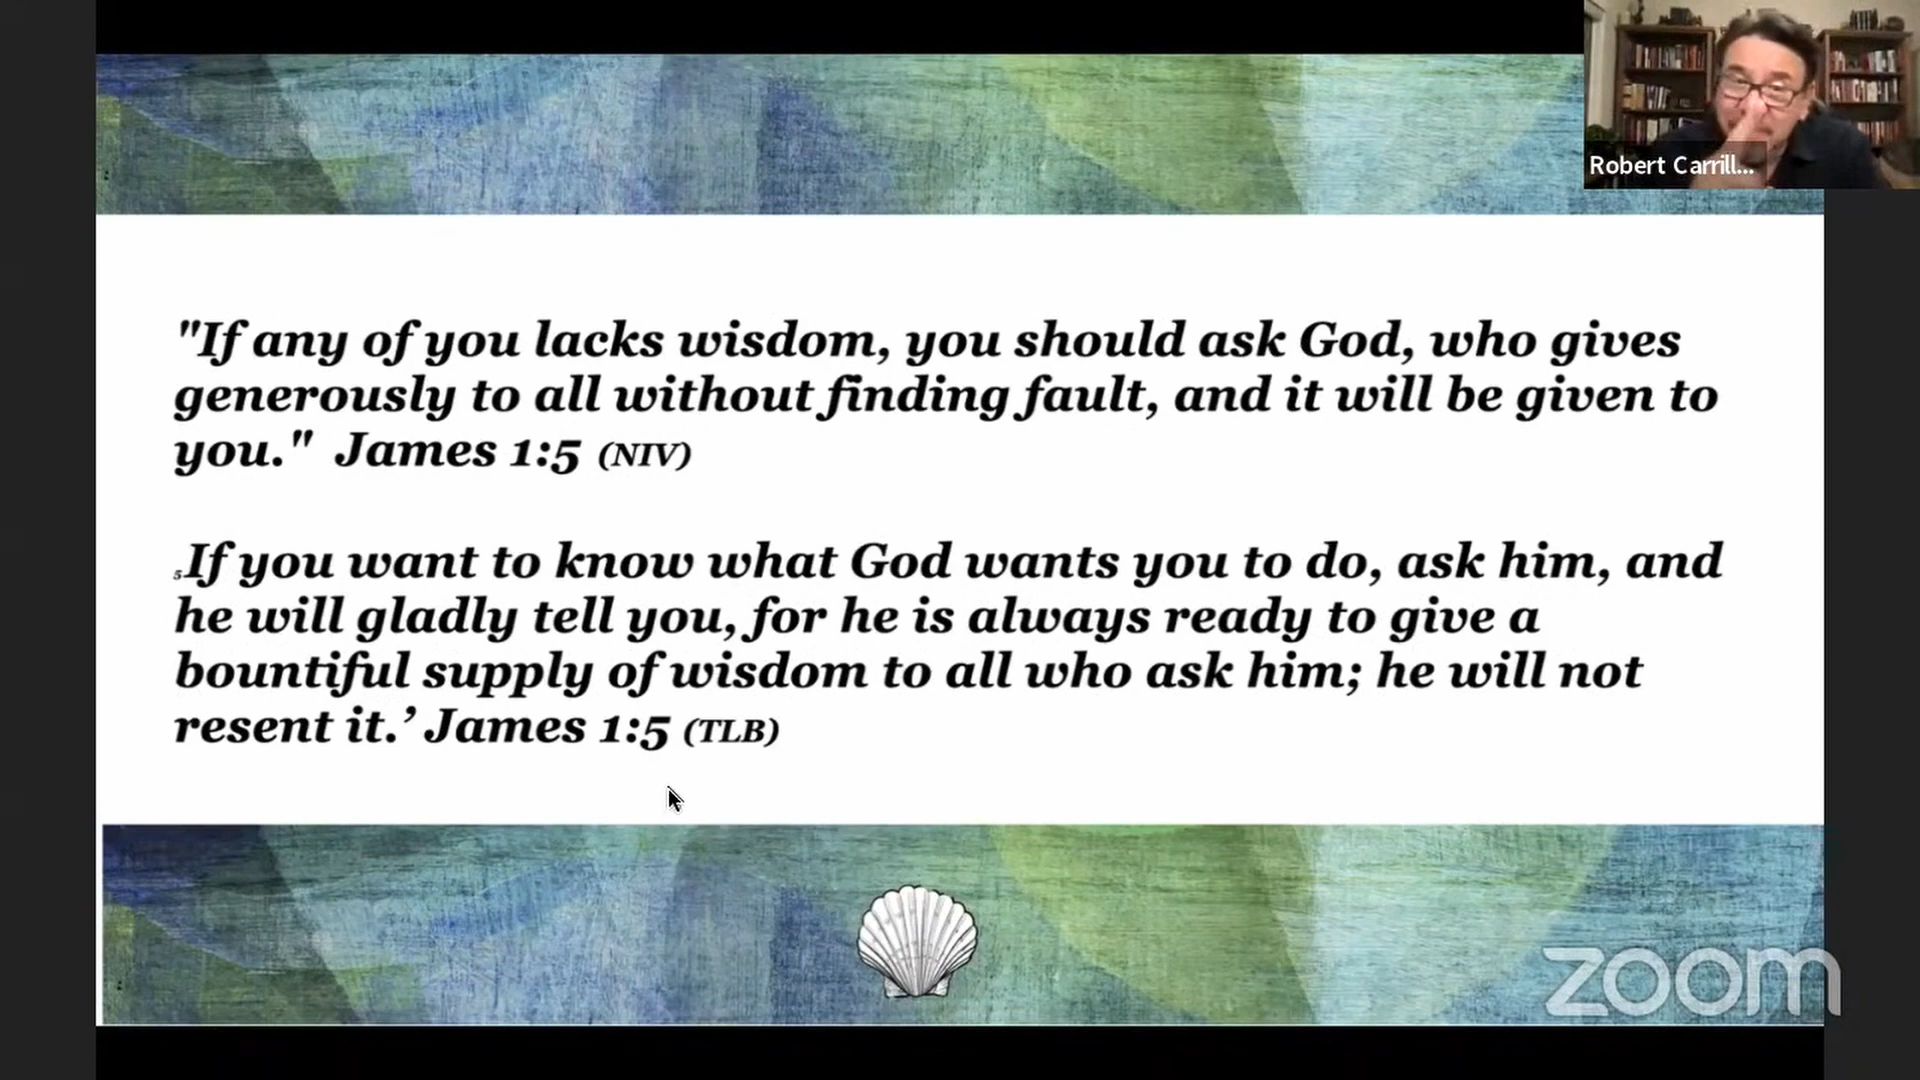 Robert Carrill...
"If any of you lacks wisdom, you should ask God, who gives
generously to all without finding fault, and it will be given to
you." James 1:5 (NIV)
5If you want to know what God wants you to do, ask him, and
he will gladly tell you, for he is always ready to give a
bountiful supply of wisdom to all who ask him; he will not
resent it.’ James 1:5 (TLB)
zoom